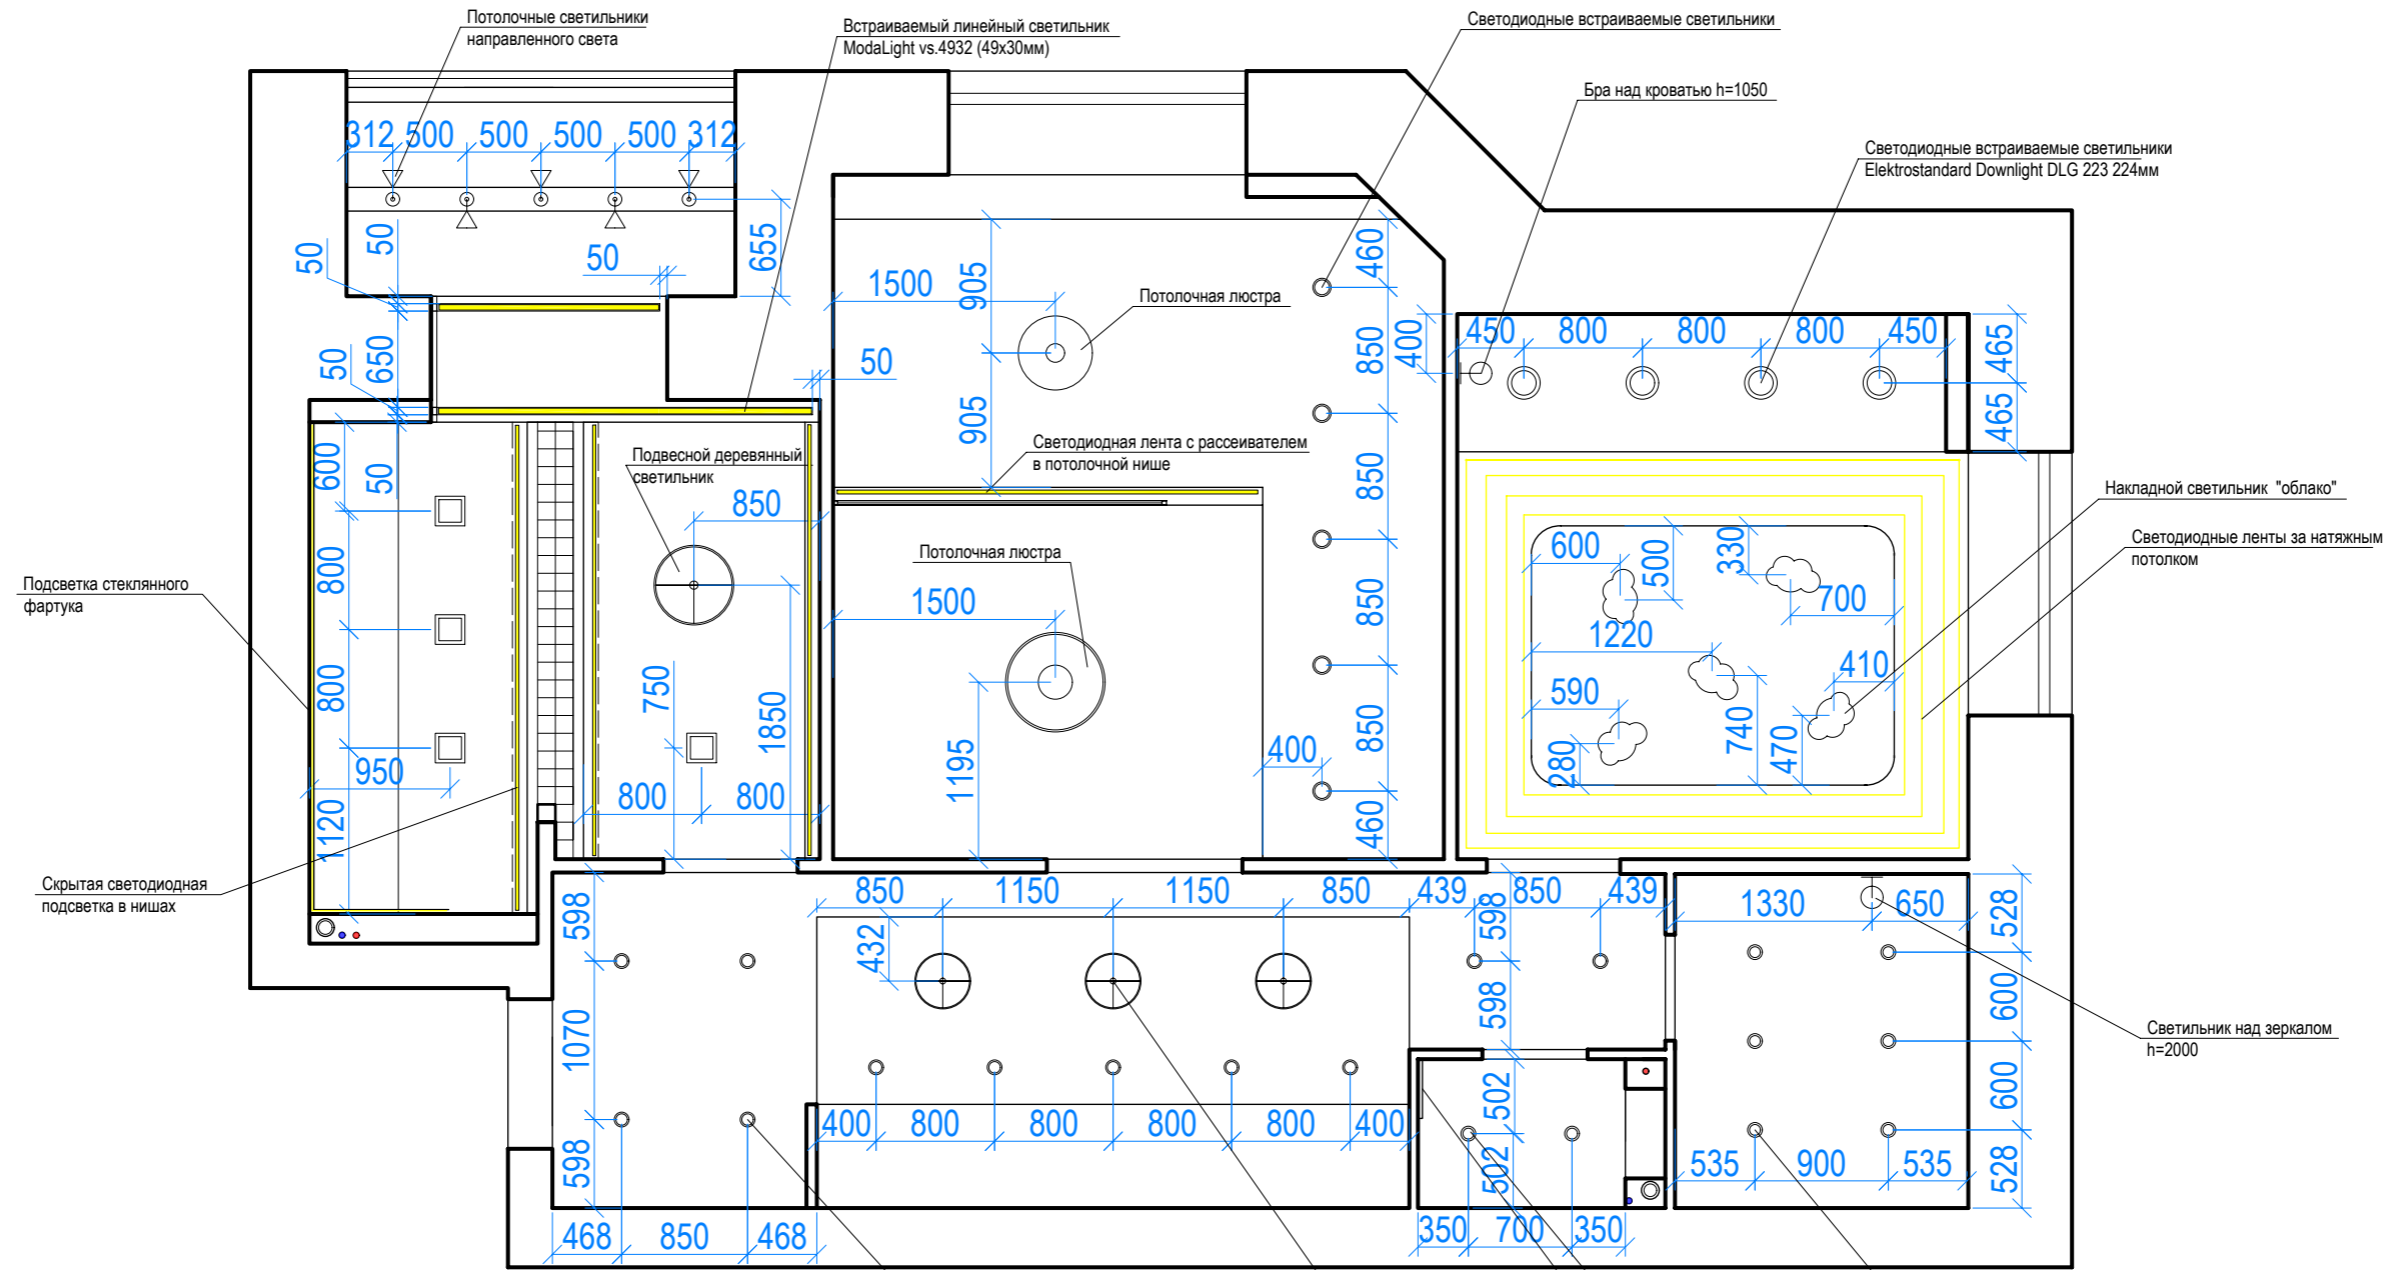 Потолочные светильники
направленного света
Встраиваемый линейный светильник
ModaLight vs.4932 (49х30мм)
Светодиодные встраиваемые светильники
Бра над кроватью h=1050
Светодиодные встраиваемые светильники
Elektrostandard Downlight DLG 223 224мм
312 500 500 500 500 312
50
50
50
655
650
50
50
1500
905
905
Потолочная люстра
460
850
850
850
850
460
400
450 800 800 800 450
465
465
Подвесной деревянный
светильник
850
Светодиодная лента с рассеивателем
в потолочной нише
Накладной светильник "облако"
Светодиодные ленты за натяжным
потолком
600
50
800
800
950
1120
Подсветка стеклянного
фартука
Скрытая светодиодная
подсветка в нишах
750
1850
800 800
Потолочная люстра
1500
1195
400
600
500
330
700
1220
410
590
740
470
280
850 1150 1150 850 439 850 439
598
1070
598
432
598
598
1330 650
528
600
600
528
Светильник над зеркалом
h=2000
400 800 800 800 800 400
502
502
535 900 535
468 850 468
350 700 350